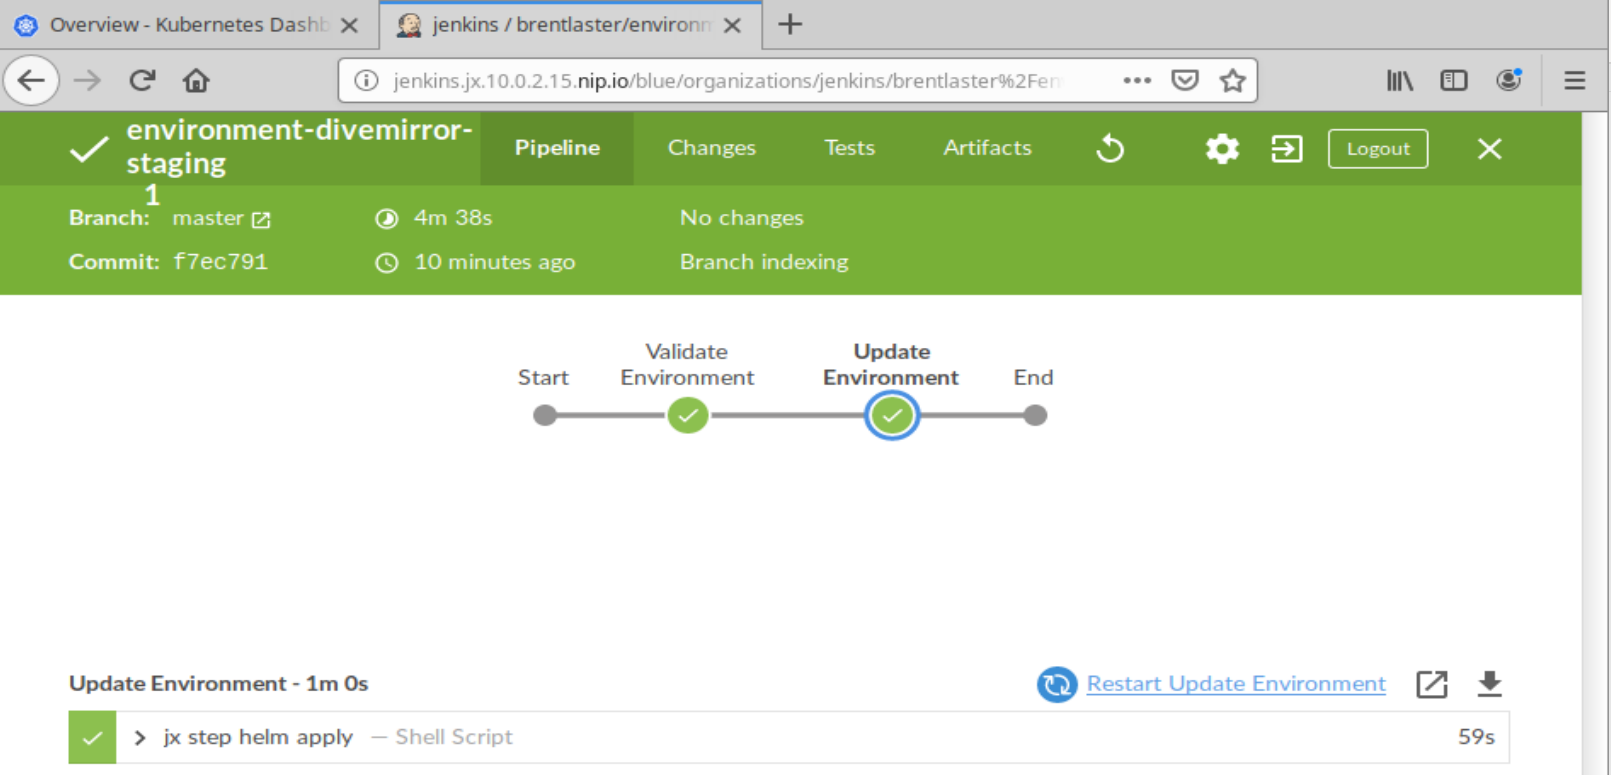 Overview - Kubernetes Dashb
jenkins / brentlaster/environm
jenkins.jx.10.0.2.15.nip.io/blue/organizations/jenkins/brentlaster%2Fen
environment-divemirror-
staging
1
Pipeline Changes Tests Artifacts Logout
Branch: master 4m 38s No changes
Commit: f7ec791 10 minutes ago Branch indexing
Validate Update
Start Environment Environment End
Update Environment - 1m 0s Restart Update Environment
jx step helm apply — Shell Script 59s